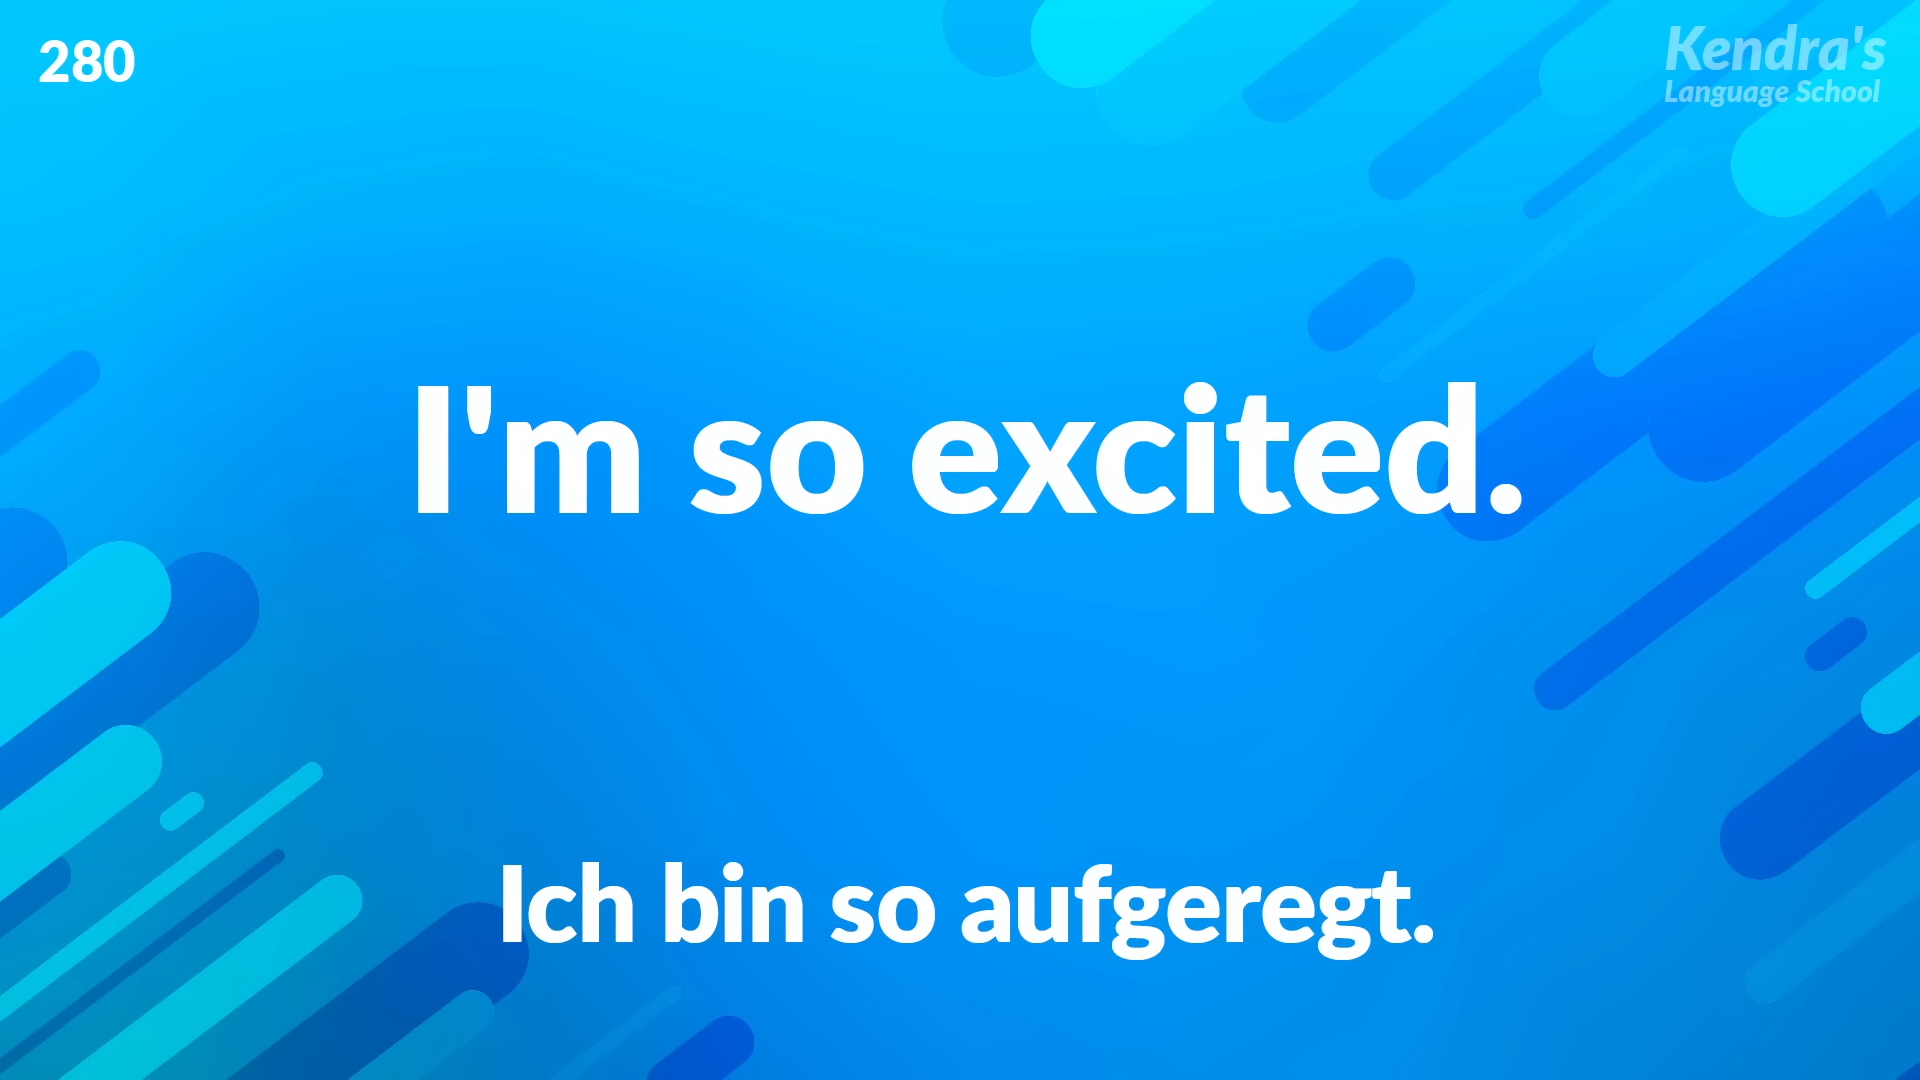 280
Kendra's
Language School
I'm so excited.
Ich bin so aufgeregt.